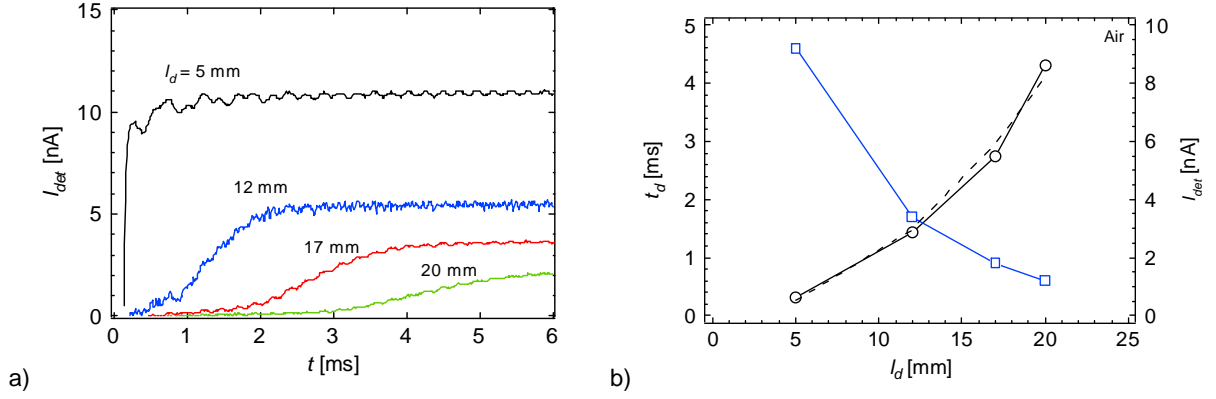 15
10
5
0
I_det [nA]
l_d = 5 mm
12 mm
17 mm
20 mm
0 1 2 3 4 5 6
t [ms]
a)
5
4
3
2
1
0
t_d [ms]
Air
10
8
6
4
2
0
I_det [nA]
0 5 10 15 20 25
l_d [mm]
b)